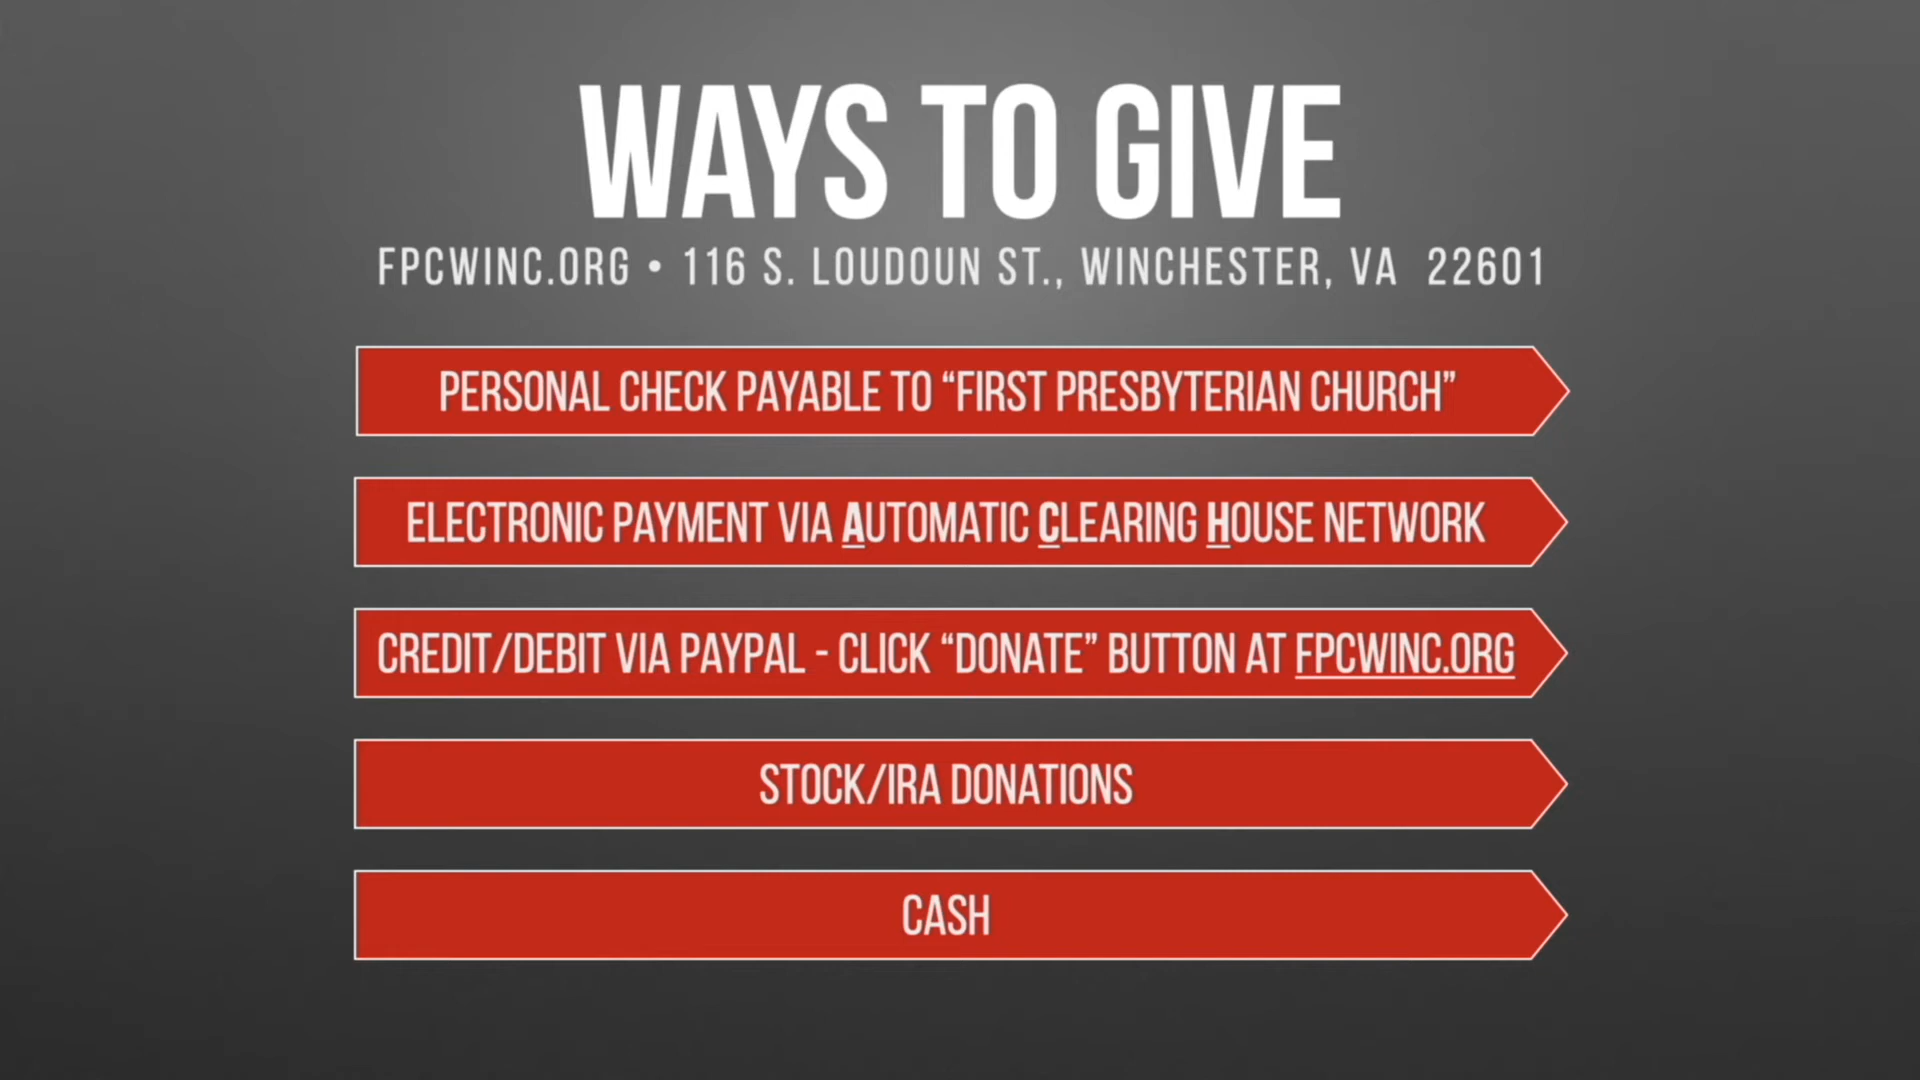 WAYS TO GIVE
FPCWINC.ORG • 116 S. LOUDOUN ST., WINCHESTER, VA 22601
PERSONAL CHECK PAYABLE TO “FIRST PRESBYTERIAN CHURCH”
ELECTRONIC PAYMENT VIA AUTOMATIC CLEARING HOUSE NETWORK
CREDIT/DEBIT VIA PAYPAL - CLICK “DONATE” BUTTON AT FPCWINC.ORG
STOCK/IRA DONATIONS
CASH